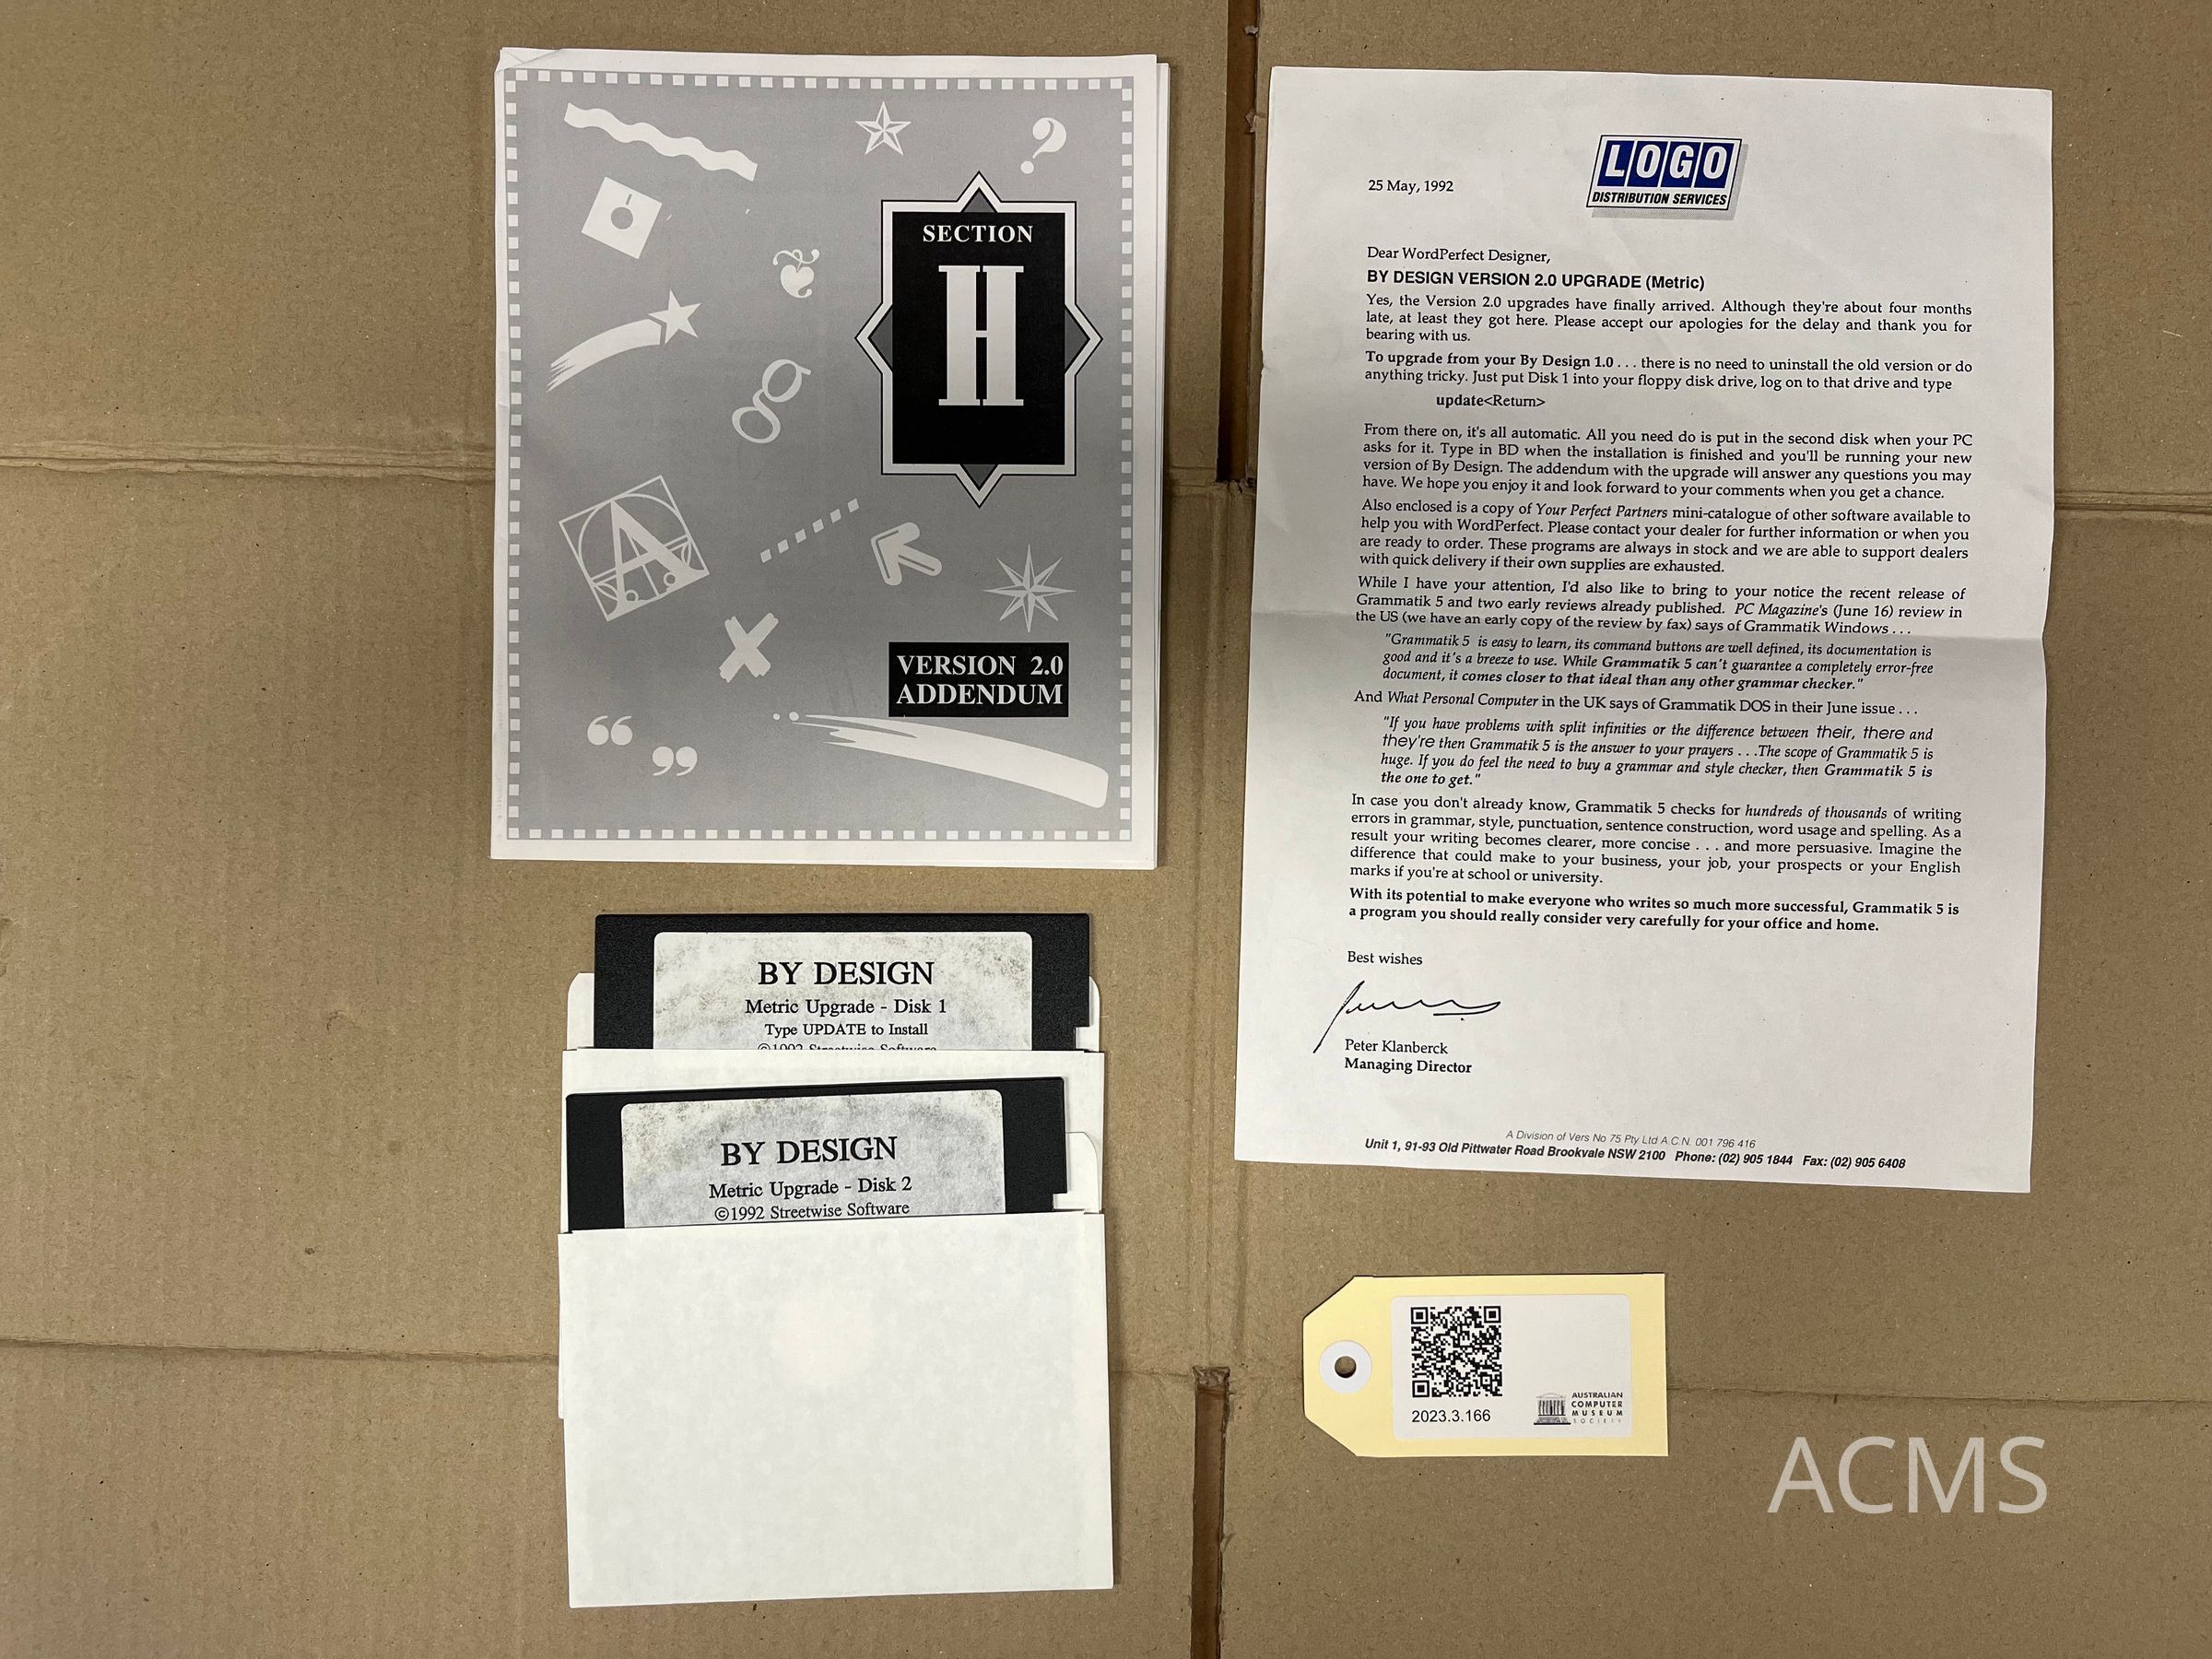 ?
SECTION
H
g
A
VERSION 2.0
ADDENDUM
“
”
LOGO
DISTRIBUTION SERVICES
25 May, 1992
Dear WordPerfect Designer,
BY DESIGN VERSION 2.0 UPGRADE (Metric)
Yes, the Version 2.0 upgrades have finally arrived. Although they're about four months
late, at least they got here. Please accept our apologies for the delay and thank you for
bearing with us.
To upgrade from your By Design 1.0 . . . there is no need to uninstall the old version or do
anything tricky. Just put Disk 1 into your floppy disk drive, log on to that drive and type
update<Return>
From there on, it's all automatic. All you need do is put in the second disk when your PC
asks for it. Type in BD when the installation is finished and you'll be running your new
version of By Design. The addendum with the upgrade will answer any questions you may
have. We hope you enjoy it and look forward to your comments when you get a chance.
Also enclosed is a copy of Your Perfect Partners mini-catalogue of other software available to
help you with WordPerfect. Please contact your dealer for further information or when you
are ready to order. These programs are always in stock and we are able to support dealers
with quick delivery if their own supplies are exhausted.
While I have your attention, I'd also like to bring to your notice the recent release of
Grammatik 5 and two early reviews already published. PC Magazine's (June 16) review in
the US (we have an early copy of the review by fax) says of Grammatik Windows . . .
"Grammatik 5 is easy to learn, its command buttons are well defined, its documentation is
good and it's a breeze to use. While Grammatik 5 can't guarantee a completely error-free
document, it comes closer to that ideal than any other grammar checker."
And What Personal Computer in the UK says of Grammatik DOS in their June issue . . .
"If you have problems with split infinities or the difference between their, there and
they're then Grammatik 5 is the answer to your prayers . . .The scope of Grammatik 5 is
huge. If you do feel the need to buy a grammar and style checker, then Grammatik 5 is
the one to get."
In case you don't already know, Grammatik 5 checks for hundreds of thousands of writing
errors in grammar, style, punctuation, sentence construction, word usage and spelling. As a
result your writing becomes clearer, more concise . . . and more persuasive. Imagine the
difference that could make to your business, your job, your prospects or your English
marks if you're at school or university.
With its potential to make everyone who writes so much more successful, Grammatik 5 is
a program you should really consider very carefully for your office and home.
Best wishes
Peter Klanberck
Managing Director
A Division of Vers No 75 Pty Ltd A.C.N. 001 796 416
Unit 1, 91-93 Old Pittwater Road Brookvale NSW 2100 Phone: (02) 905 1844 Fax: (02) 905 6408
BY DESIGN
Metric Upgrade - Disk 1
Type UPDATE to Install
©1992 Streetwise Software
BY DESIGN
Metric Upgrade - Disk 2
©1992 Streetwise Software
2023.3.166
AUSTRALIAN
COMPUTER
MUSEUM
SOCIETY
ACMS